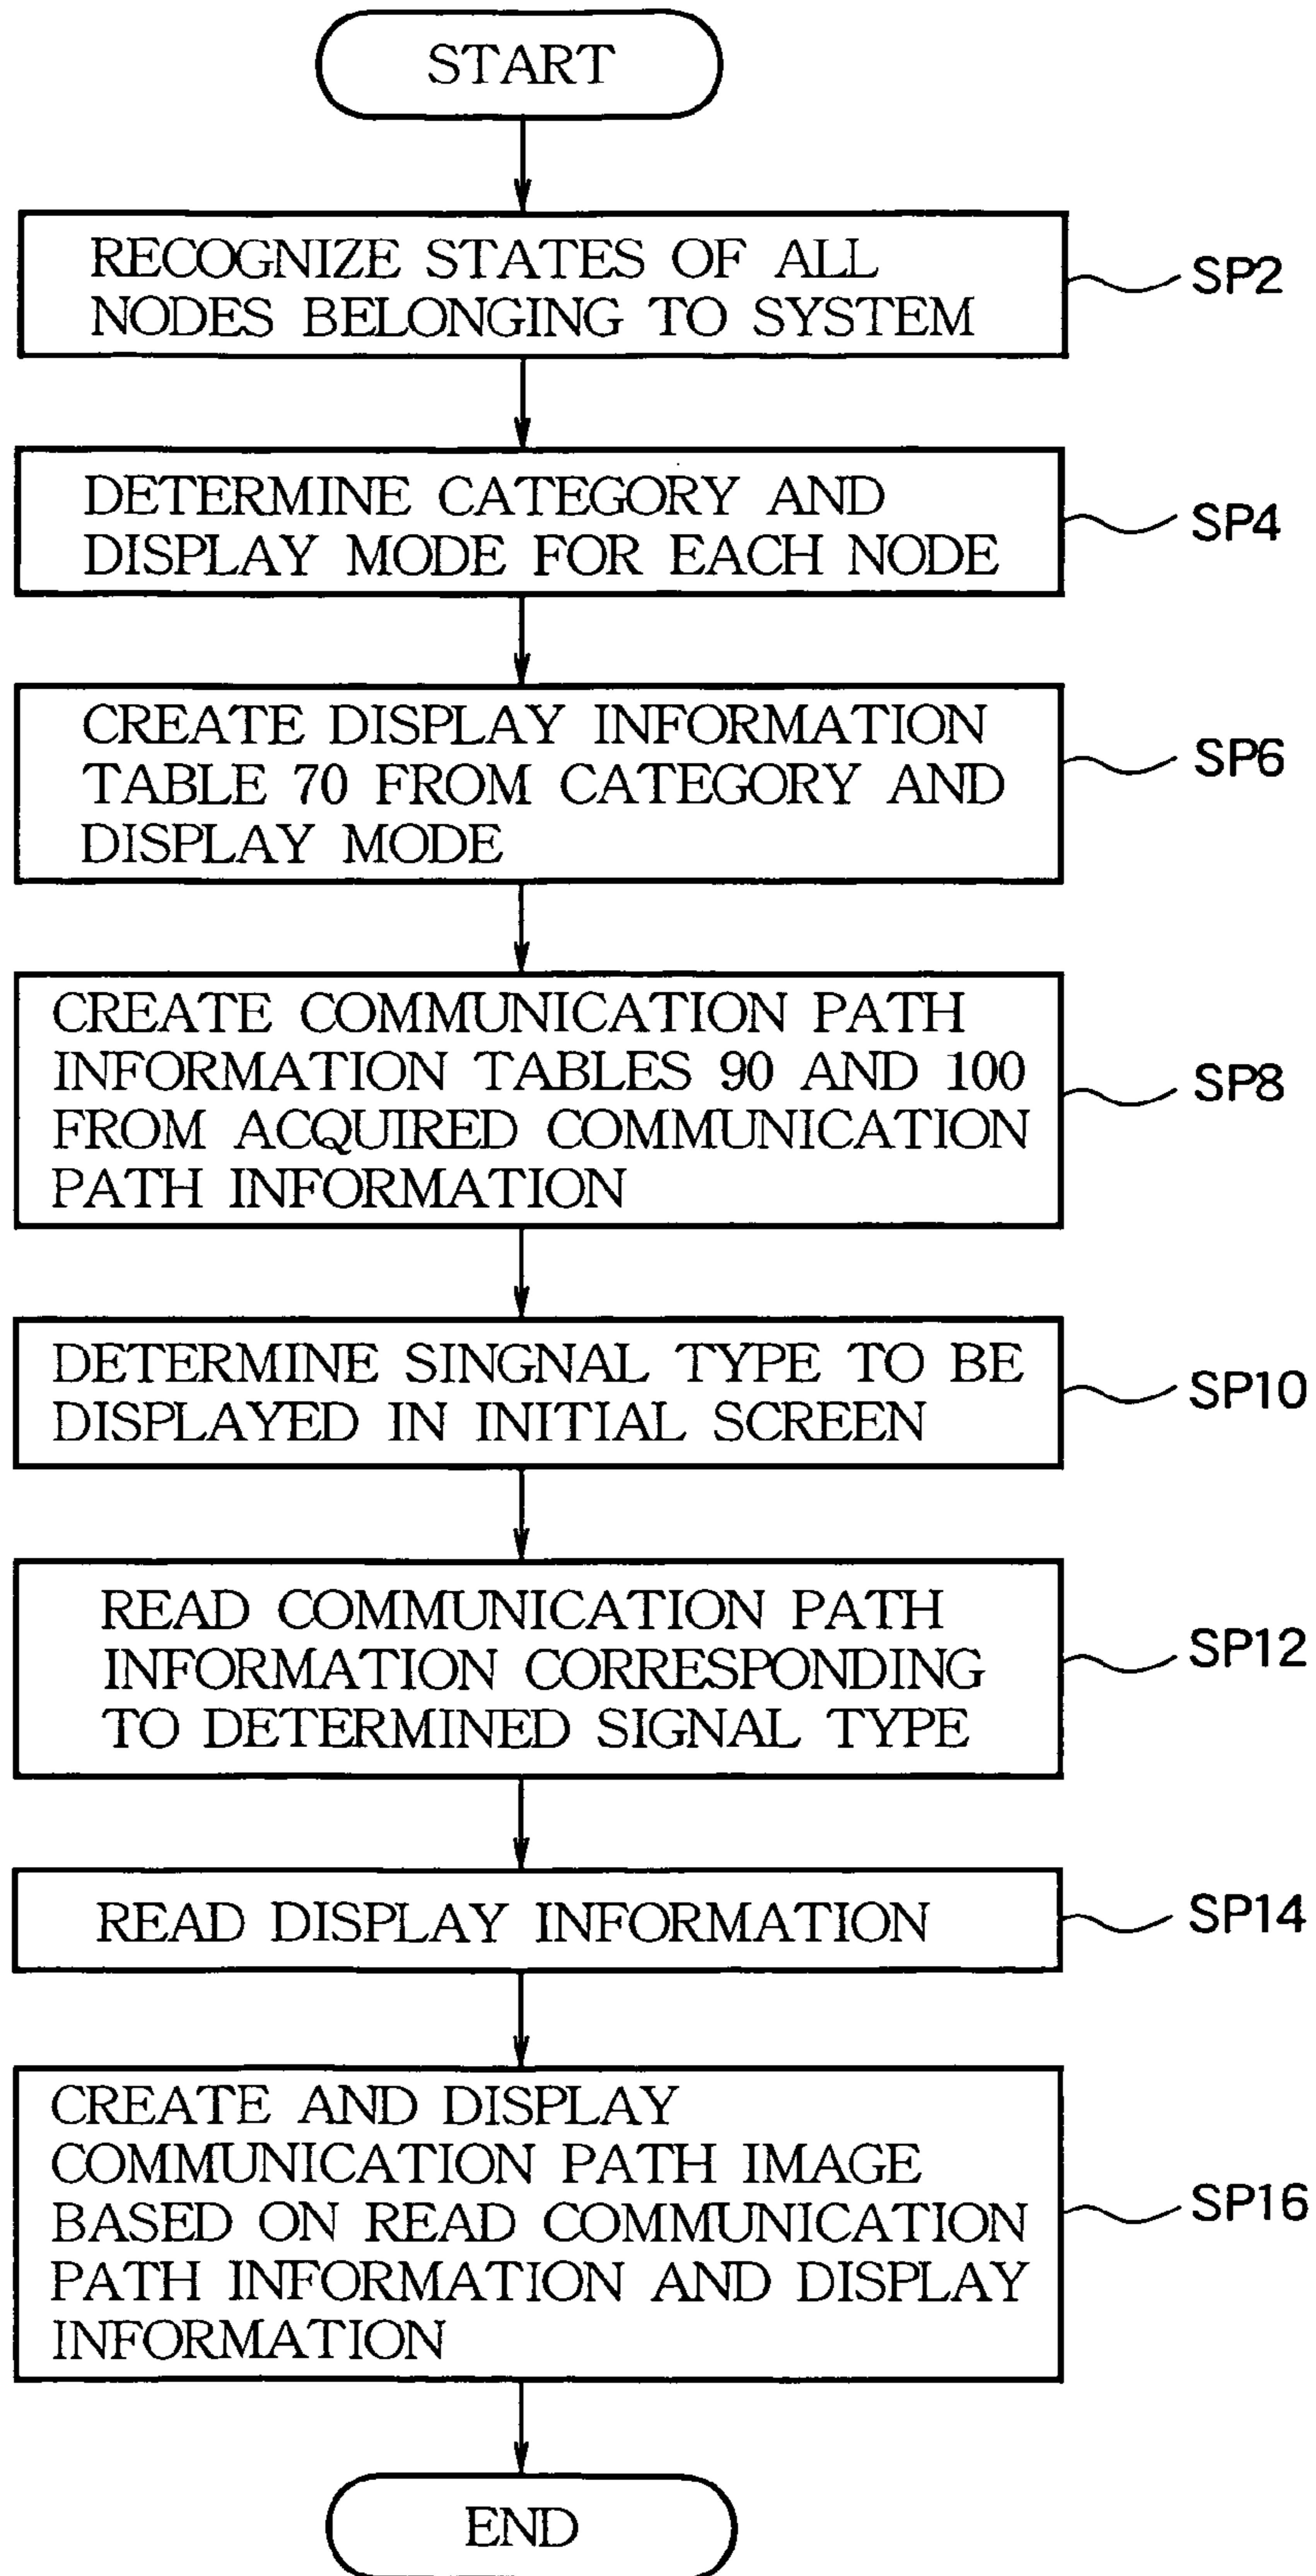 START
RECOGNIZE STATES OF ALL
NODES BELONGING TO SYSTEM
SP2
DETERMINE CATEGORY AND
DISPLAY MODE FOR EACH NODE
SP4
CREATE DISPLAY INFORMATION
TABLE 70 FROM CATEGORY AND
DISPLAY MODE
SP6
CREATE COMMUNICATION PATH
INFORMATION TABLES 90 AND 100
FROM ACQUIRED COMMUNICATION
PATH INFORMATION
SP8
DETERMINE SINGNAL TYPE TO BE
DISPLAYED IN INITIAL SCREEN
SP10
READ COMMUNICATION PATH
INFORMATION CORRESPONDING
TO DETERMINED SIGNAL TYPE
SP12
READ DISPLAY INFORMATION
SP14
CREATE AND DISPLAY
COMMUNICATION PATH IMAGE
BASED ON READ COMMUNICATION
PATH INFORMATION AND DISPLAY
INFORMATION
SP16
END